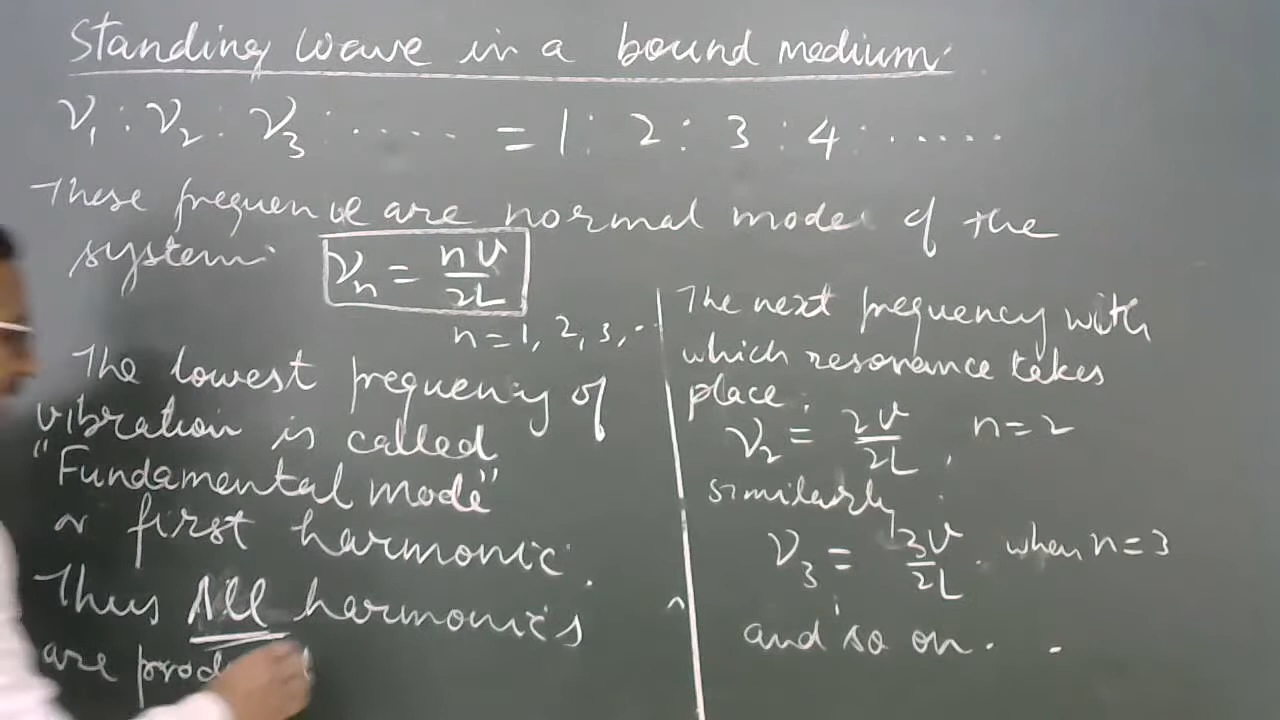 Standing wave in a bound medium.
ν₁ : ν₂ : ν₃ : ..... = 1 : 2 : 3 : 4 : ......
These frequencie are normal mode of the
system.
νₙ = nv/2L
n = 1, 2, 3, ..
The lowest frequency of
vibration is called
"Fundamental mode"
or first harmonic.
Thus All harmonics
are
The next frequency with
which resonance takes
place.
ν₂ = 2v/2L , n = 2
similarly
ν₃ = 3v/2L . when n = 3
and so on.